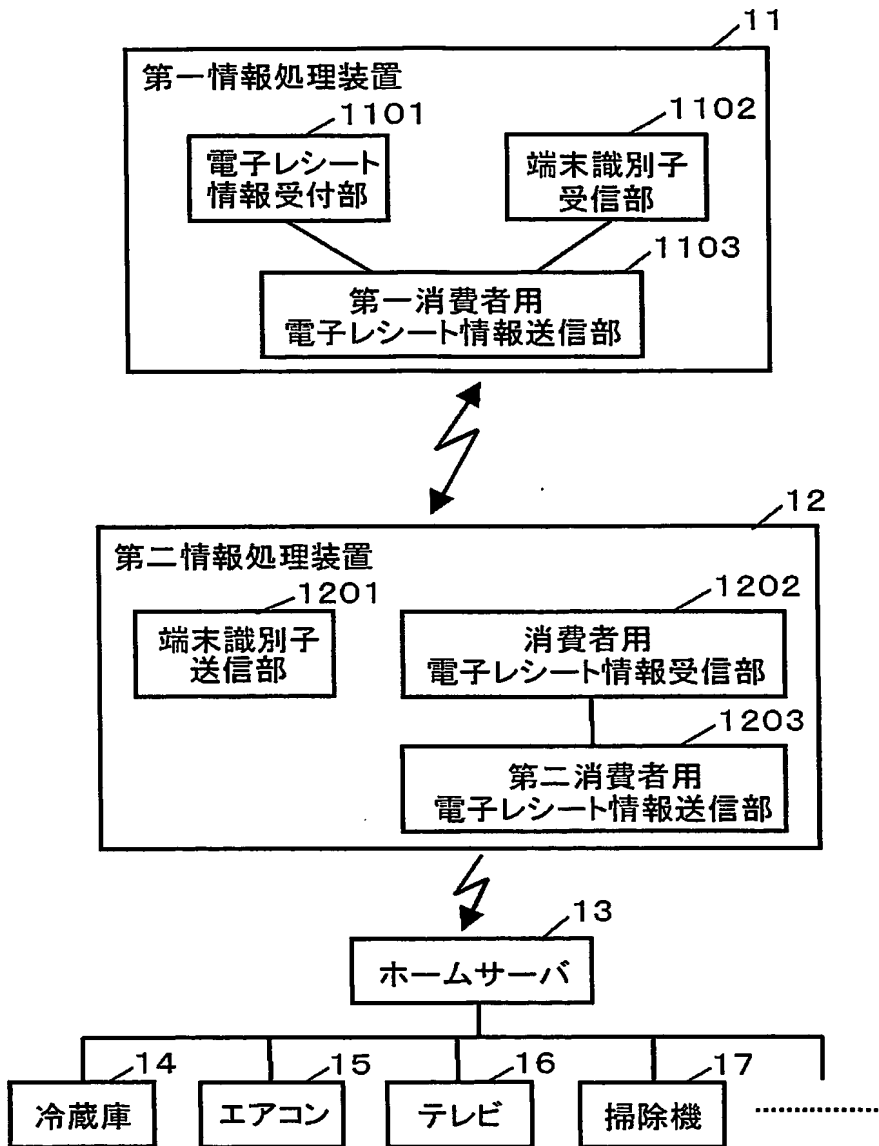 11
第一情報処理装置
1101
1102
電子レシート
情報受付部
端末識別子
受信部
1103
第一消費者用
電子レシート情報送信部
12
第二情報処理装置
1201
1202
端末識別子
送信部
消費者用
電子レシート情報受信部
1203
第二消費者用
電子レシート情報送信部
13
ホームサーバ
14
15
16
17
冷蔵庫
エアコン
テレビ
掃除機